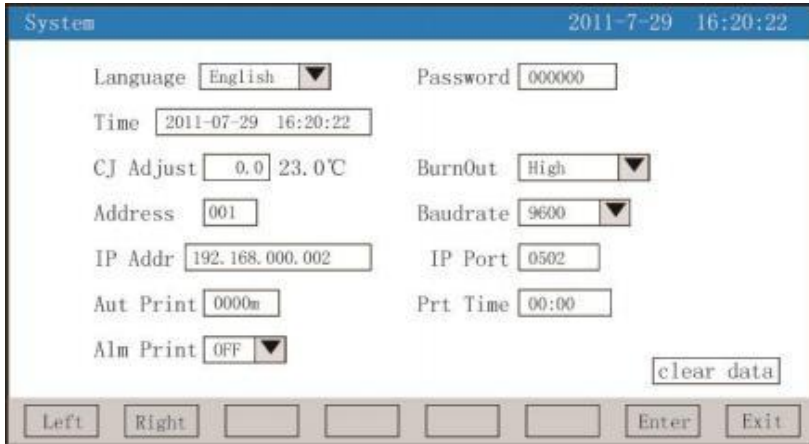 System 2011-7-29 16:20:22
Language English Password 000000
Time 2011-07-29 16:20:22
CJ Adjust 0.0 23.0℃ BurnOut High
Address 001 Baudrate 9600
IP Addr 192.168.000.002 IP Port 0502
Aut Print 0000m Prt Time 00:00
Alm Print OFF
clear data
Left Right Enter Exit